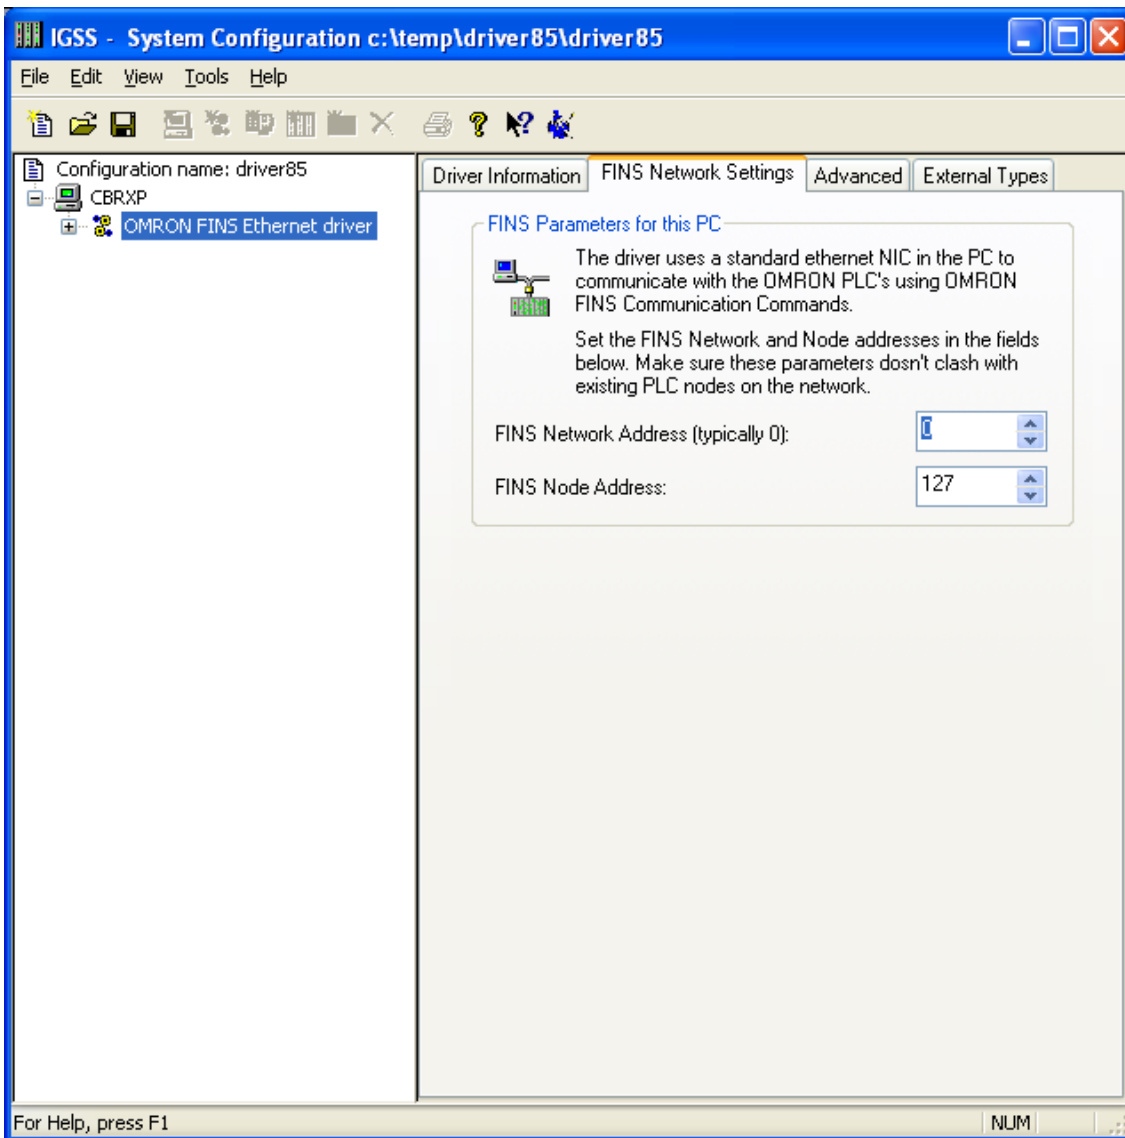 IGSS - System Configuration c:\temp\driver85\driver85
File Edit View Tools Help
Configuration name: driver85
CBRXP
OMRON FINS Ethernet driver
Driver Information FINS Network Settings Advanced External Types
FINS Parameters for this PC
The driver uses a standard ethernet NIC in the PC to
communicate with the OMRON PLC's using OMRON
FINS Communication Commands.
Set the FINS Network and Node addresses in the fields
below. Make sure these parameters dosn't clash with
existing PLC nodes on the network.
FINS Network Address (typically 0): 0
FINS Node Address: 127
For Help, press F1 NUM